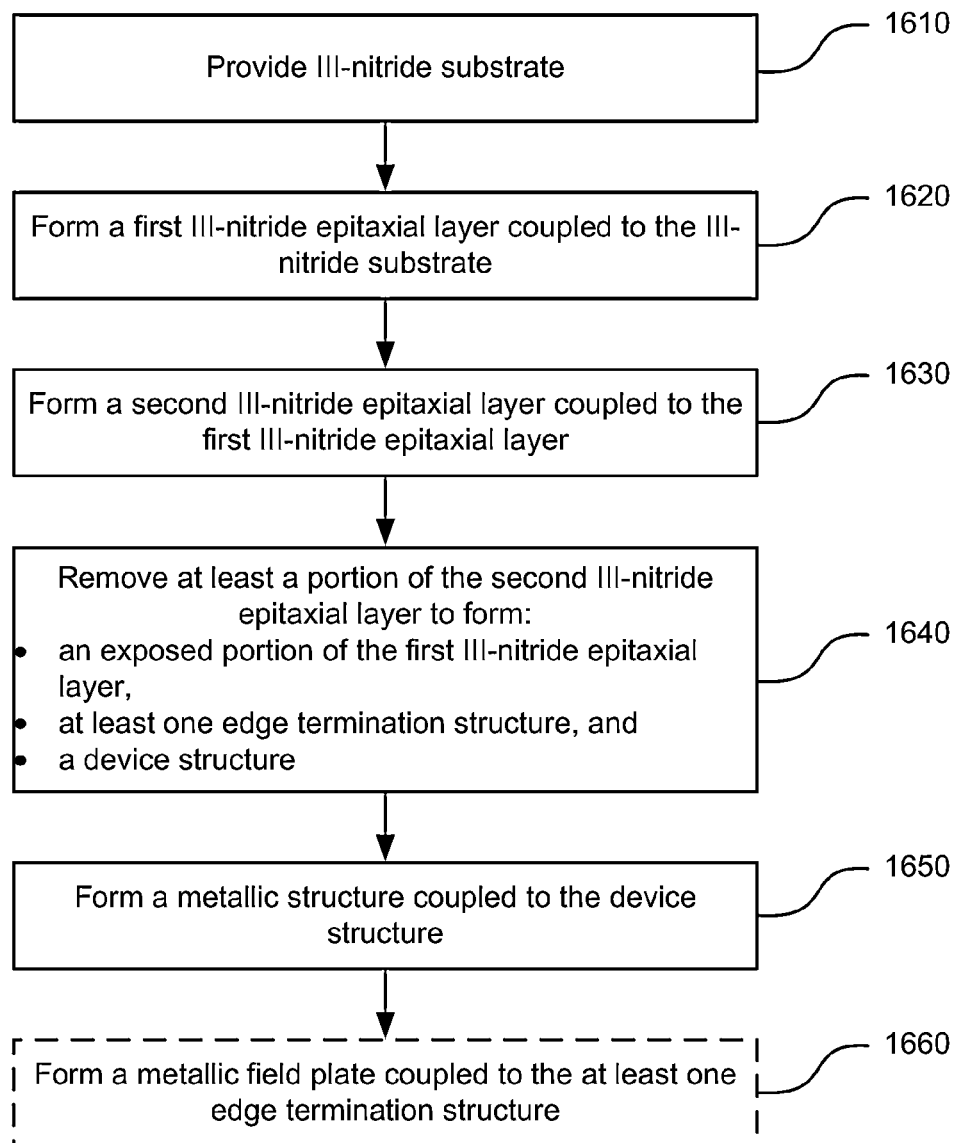 1610
Provide III-nitride substrate
1620
Form a first III-nitride epitaxial layer coupled to the III-
nitride substrate
1630
Form a second III-nitride epitaxial layer coupled to the
first III-nitride epitaxial layer
Remove at least a portion of the second III-nitride
epitaxial layer to form:
1640
• an exposed portion of the first III-nitride epitaxial
layer,
• at least one edge termination structure, and
• a device structure
1650
Form a metallic structure coupled to the device
structure
1660
Form a metallic field plate coupled to the at least one
edge termination structure